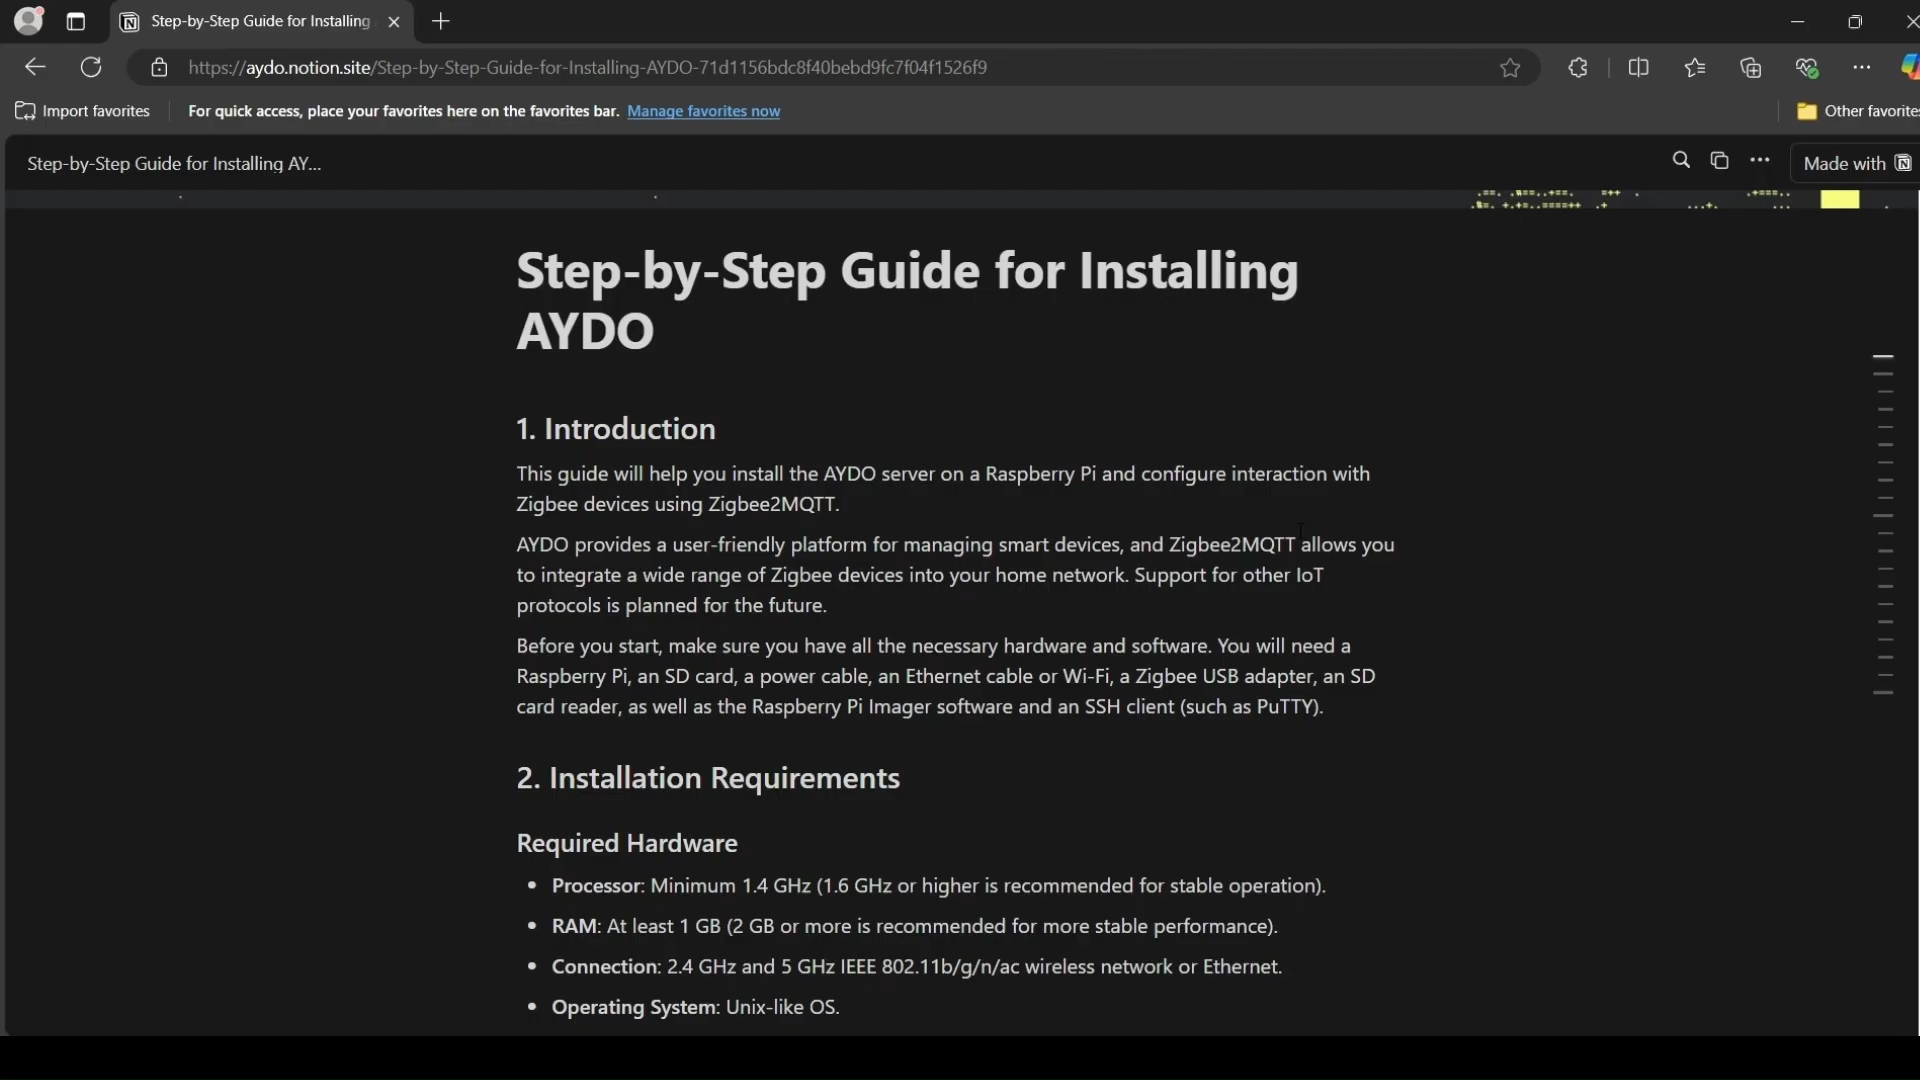 Step-by-Step Guide for Installing
https://aydo.notion.site/Step-by-Step-Guide-for-Installing-AYDO-71d1156bdc8f40bebd9fc7f04f1526f9
Import favorites
For quick access, place your favorites here on the favorites bar. Manage favorites now
Other favorites
Step-by-Step Guide for Installing AY...
Made with
Step-by-Step Guide for Installing
AYDO
1. Introduction
This guide will help you install the AYDO server on a Raspberry Pi and configure interaction with
Zigbee devices using Zigbee2MQTT.
AYDO provides a user-friendly platform for managing smart devices, and Zigbee2MQTT allows you
to integrate a wide range of Zigbee devices into your home network. Support for other IoT
protocols is planned for the future.
Before you start, make sure you have all the necessary hardware and software. You will need a
Raspberry Pi, an SD card, a power cable, an Ethernet cable or Wi-Fi, a Zigbee USB adapter, an SD
card reader, as well as the Raspberry Pi Imager software and an SSH client (such as PuTTY).
2. Installation Requirements
Required Hardware
• Processor: Minimum 1.4 GHz (1.6 GHz or higher is recommended for stable operation).
• RAM: At least 1 GB (2 GB or more is recommended for more stable performance).
• Connection: 2.4 GHz and 5 GHz IEEE 802.11b/g/n/ac wireless network or Ethernet.
• Operating System: Unix-like OS.